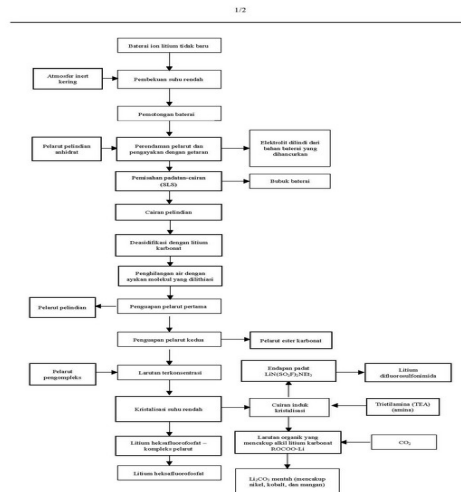 1/2
Baterai ion litium tidak baru
Atmosfer inert
kering
Pembekuan suhu rendah
Pemotongan baterai
Pelarut pelindian
anhidrat
Perendaman pelarut dan
pengayakan dengan getaran
Elektrolit dilindi dari
bahan baterai yang
dihancurkan
Pemisahan padatan-cairan
(SLS)
Bubuk baterai
Cairan pelindian
Deasidifikasi dengan litium
karbonat
Penghilangan air dengan
ayakan molekul yang dilithiasi
Pelarut pelindian
Penguapan pelarut pertama
Penguapan pelarut kedua
Pelarut ester karbonat
Pelarut
pengompleks
Larutan terkonsentrasi
Endapan padat
LiN(SO₂F)₂NEt₃
Litium
difluorosulfonimida
Kristalisasi suhu rendah
Cairan induk
kristalisasi
Trietilamina (TEA)
(amina)
Litium heksafluorofosfat –
kompleks pelarut
Larutan organik yang
mencakup alkil litium karbonat
ROCOO-Li
CO₂
Litium heksafluorofosfat
Li₂CO₃ mentah (mencakup
nikel, kobalt, dan mangan)